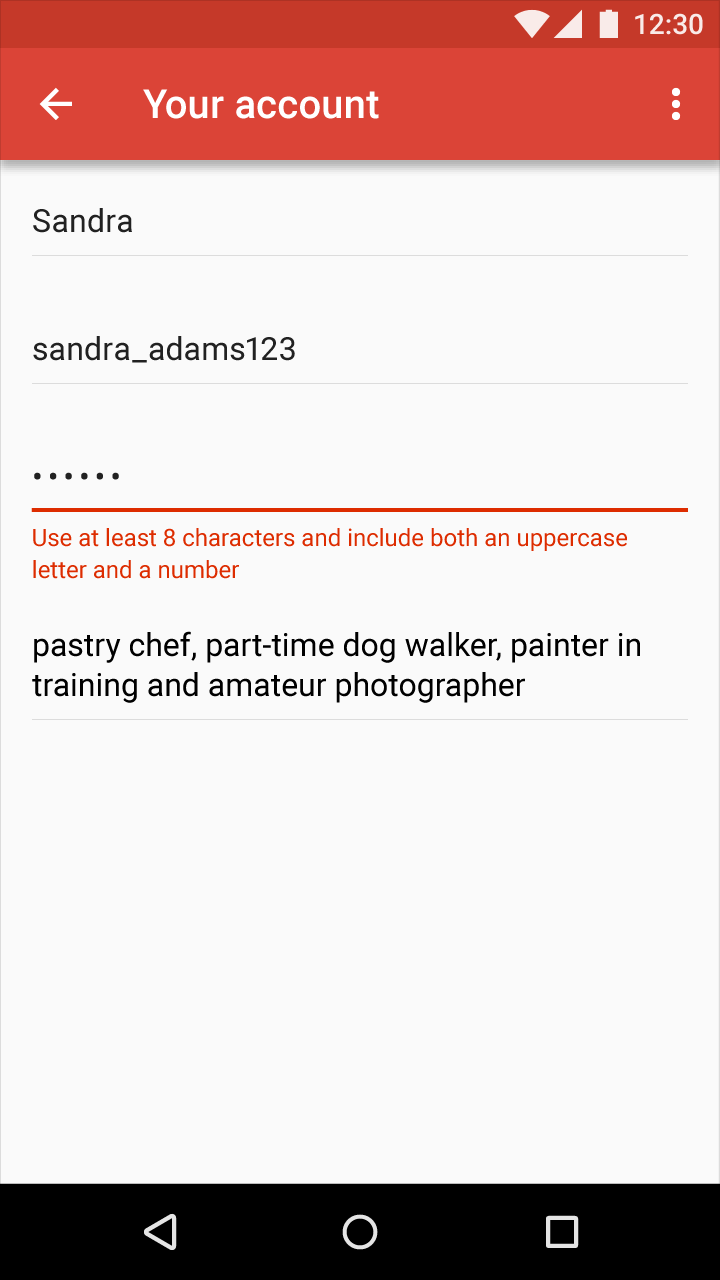 12:30
Your account
Sandra
sandra_adams123
......
Use at least 8 characters and include both an uppercase
letter and a number
pastry chef, part-time dog walker, painter in
training and amateur photographer